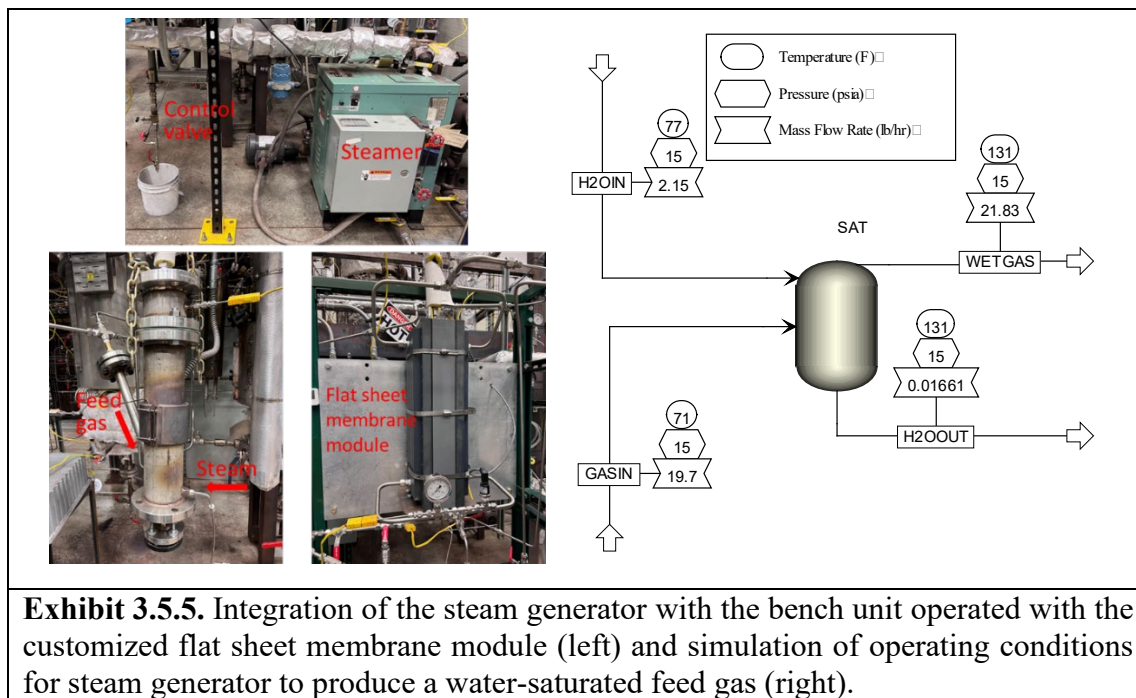 Control
valve
Steamer
Feed
gas
Steam
DANGER
HOT
Flat sheet
membrane
module
Temperature (F)□
Pressure (psia)□
Mass Flow Rate (lb/hr)□
77
15
2.15
H2OIN
131
15
21.83
WETGAS
SAT
131
15
0.01661
H2OOUT
71
15
19.7
GASIN
Exhibit 3.5.5. Integration of the steam generator with the bench unit operated with the
customized flat sheet membrane module (left) and simulation of operating conditions
for steam generator to produce a water-saturated feed gas (right).